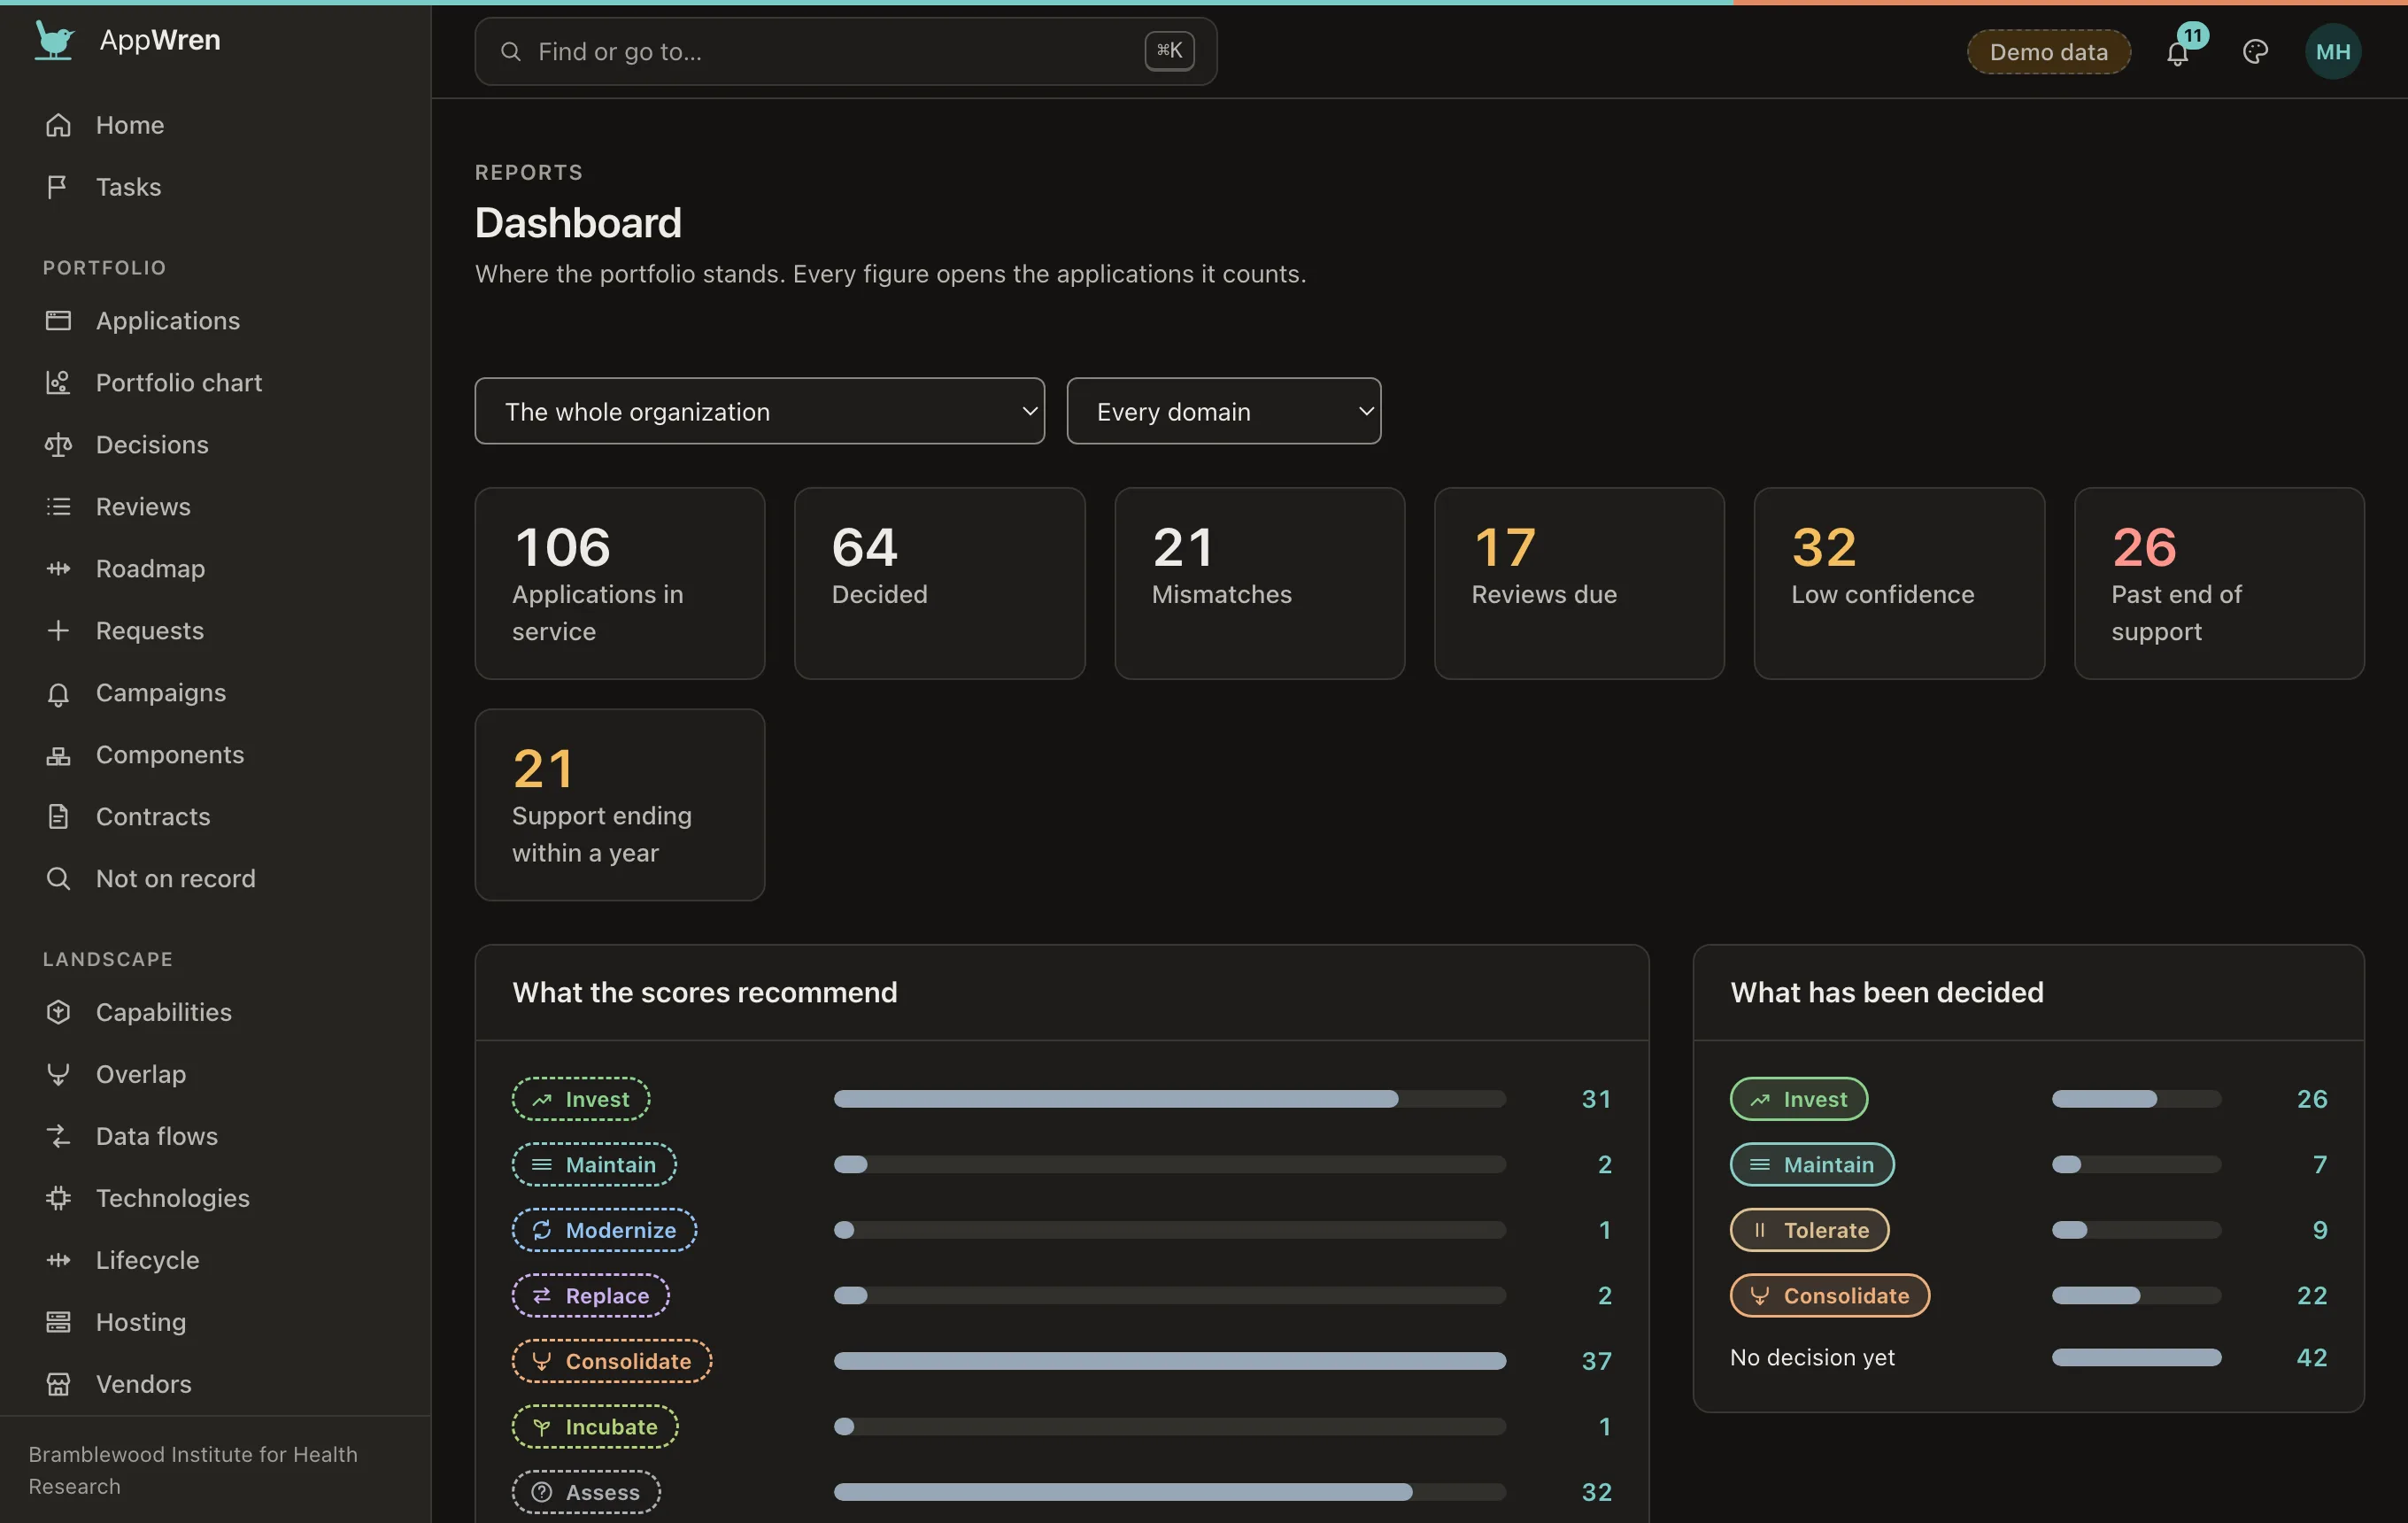 AppWren
Find or go to...
⌘K
Demo data
11
MH
Home
Tasks
PORTFOLIO
Applications
Portfolio chart
Decisions
Reviews
Roadmap
Requests
Campaigns
Components
Contracts
Not on record
LANDSCAPE
Capabilities
Overlap
Data flows
Technologies
Lifecycle
Hosting
Vendors
Bramblewood Institute for Health
Research
REPORTS
Dashboard
Where the portfolio stands. Every figure opens the applications it counts.
The whole organization
Every domain
106
Applications in
service
64
Decided
21
Mismatches
17
Reviews due
32
Low confidence
26
Past end of
support
21
Support ending
within a year
What the scores recommend
Invest 31
Maintain 2
Modernize 1
Replace 2
Consolidate 37
Incubate 1
Assess 32
What has been decided
Invest 26
Maintain 7
Tolerate 9
Consolidate 22
No decision yet 42